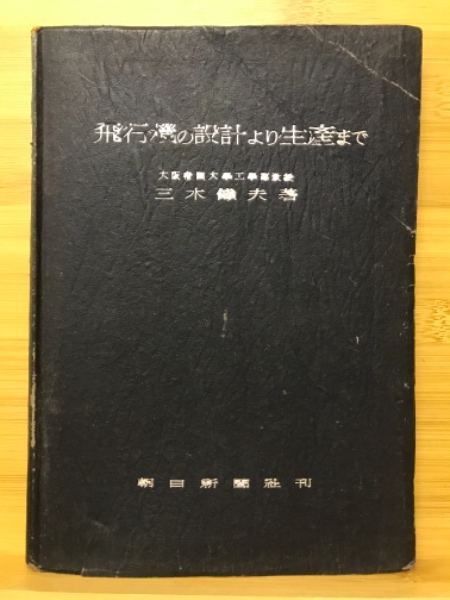 飛行機の設計より生産まで
大阪帝國大學工學部教授
三木鐵夫著
朝日新聞社刊